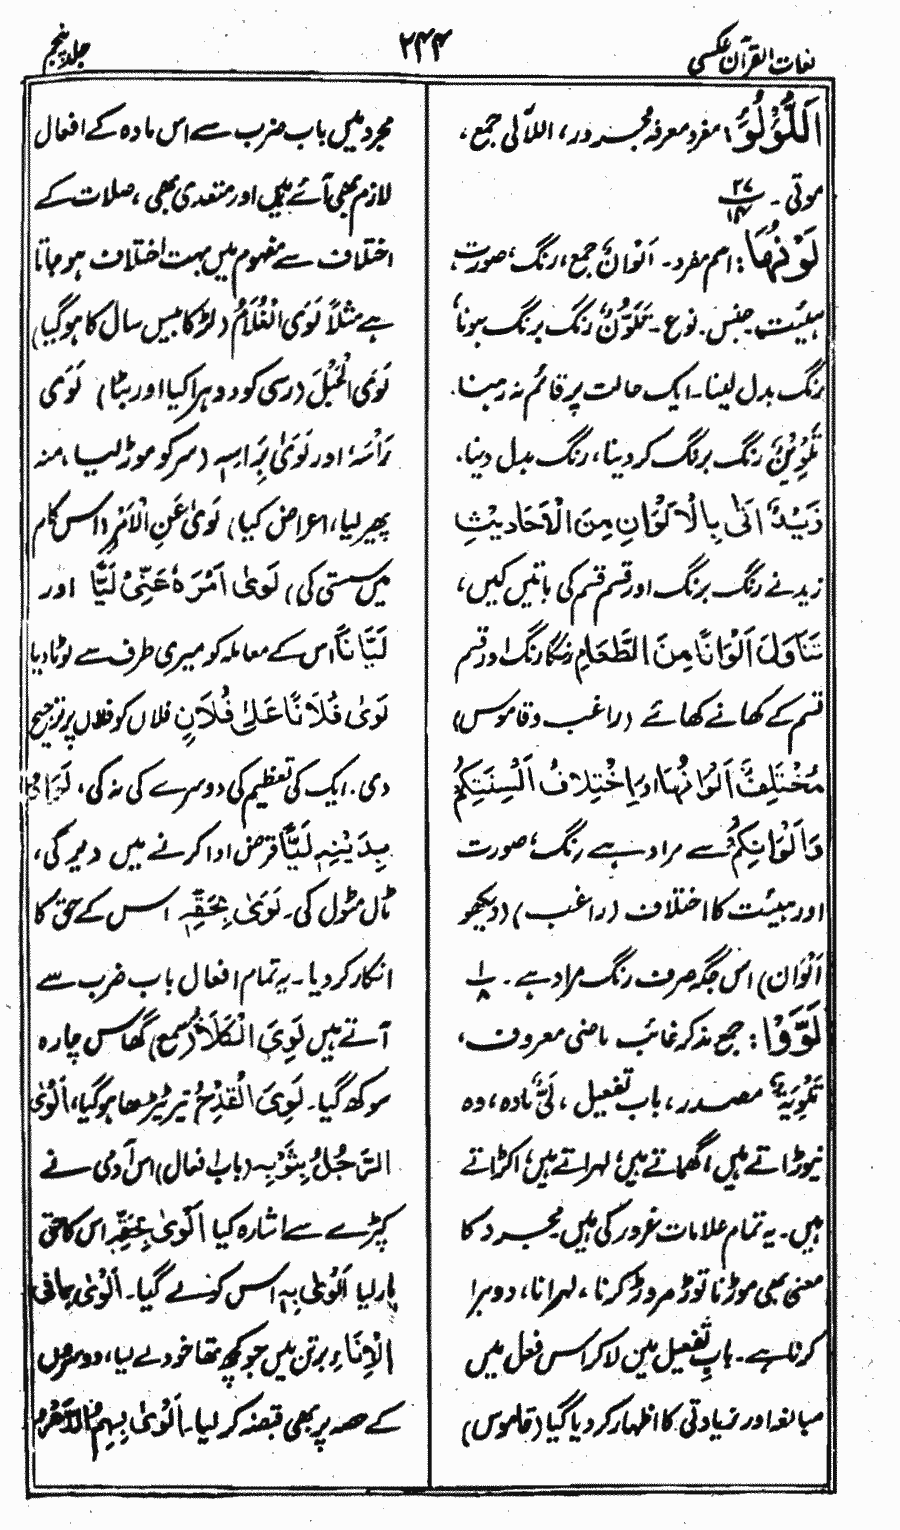 لغات القرآن عکسی
۲۴۴
جلد پنجم
اَللُّؤْلُؤَ: مفرد معرفہ مجرور، اللآلی جمع،
موتی۔ ۲۷/۱۴
لَوْنُهَا: اسم مفرد۔ اَلْوَانٌ جمع، رنگ، صورت،
ہیئت۔ جنس۔ نوع۔ تَلَوُّنٌ رنگ برنگ ہونا،
رنگ بدل لینا۔ ایک حالت پر قائم نہ رہنا۔
تَلْوِیْنٌ رنگ برنگ کر دینا، رنگ بدل دینا۔
زَیْدٌ اَتٰی بِالْاَلْوَانِ مِنَ الْاَحَادِیْثِ
زید نے رنگ برنگ اور قسم قسم کی باتیں کیں،
تَنَاوَلَ اَلْوَانًا مِنَ الطَّعَامِ رنگا رنگ اور قسم
قسم کے کھانے کھائے (راغب و قاموس)
مُخْتَلِفٌ اَلْوَانُهَا اور اِخْتِلَافُ اَلْسِنَتِكُمْ
وَاَلْوَانِكُمْ سے مراد ہے رنگ، صورت
اور ہیئت کا اختلاف (راغب) (دیکھو
اَلْوَان) اس جگہ صرف رنگ مراد ہے۔ ۱/۸
لَوَّوْا: جمع مذکر غائب ماضی معروف،
تَلْوِیَةٌ مصدر، باب تفعیل، لَیٌّ مادہ، وہ
نیوڑاتے ہیں، گھماتے ہیں، لہراتے ہیں، اکڑاتے
ہیں۔ یہ تمام علامات غرور کی ہیں مجرد کا
معنی بھی موڑنا توڑ مروڑ کرنا، لہرانا، دوہرا
کرنا ہے۔ باب تفعیل میں لا کر اس فعل میں
مبالغہ اور زیادتی کا اظہار کر دیا گیا (قاموس)
مجرد میں باب ضرب سے اس مادہ کے افعال
لازم بھی آئے ہیں اور متعدی بھی، صلات کے
اختلاف سے مفہوم میں بہت اختلاف ہو جاتا
ہے مثلاً لَوَی الْغُلَامُ (لڑکا بیس سال کا ہو گیا)
لَوَی الْحَبْلَ (رسی کو دوہرا کیا اور بٹا) لَوَی
رَاْسَهٗ اور لَوَیٰ بِرَاسِهٖ (سر کو موڑ لیا، منہ
پھیر لیا، اعراض کیا) لَوَیٰ عَنِ الْاَمْرِ (اس کام
میں سستی کی) لَوَیٰ اَمْرَهٗ عَنِّیْ لَیًّا اور
لَیَّانًا اس کے معاملہ کو میری طرف سے لوٹا دیا
لَوَیٰ فُلَانًا عَلیٰ فُلَانٍ فلاں کو فلاں پر ترجیح
دی۔ ایک کی تعظیم کی دوسرے کی نہ کی،
بِدَیْنِهٖ لَیًّا قرض ادا کرنے میں دیر کی،
ٹال مٹول کی۔ لَوَیٰ بِحَقِّهٖ اس کے حق کا
انکار کر دیا۔ یہ تمام افعال باب ضرب سے
آتے ہیں لَوِیَ الْكَلَاُ (سمع) گھاس چارہ
سوکھ گیا۔ لَوِیَ الْقِدْحُ تیر ٹیڑھا ہو گیا، اَلْوٰی
الرَّجُلُ بِثَوْبِهٖ (باب افعال) اس آدمی نے
کپڑے سے اشارہ کیا اَلْوٰی بِحَقِّهٖ اس کا حق
مار لیا اَلْوٰی بِهٖ اس کو لے گیا۔ اَلْوٰی بِمَا فِی
الْاِنَاءِ برتن میں جو کچھ تھا خود لے لیا، دوسروں
کے حصہ پر بھی قبضہ کر لیا۔ اَلْوٰی بِهِمُ الدَّهْرُ